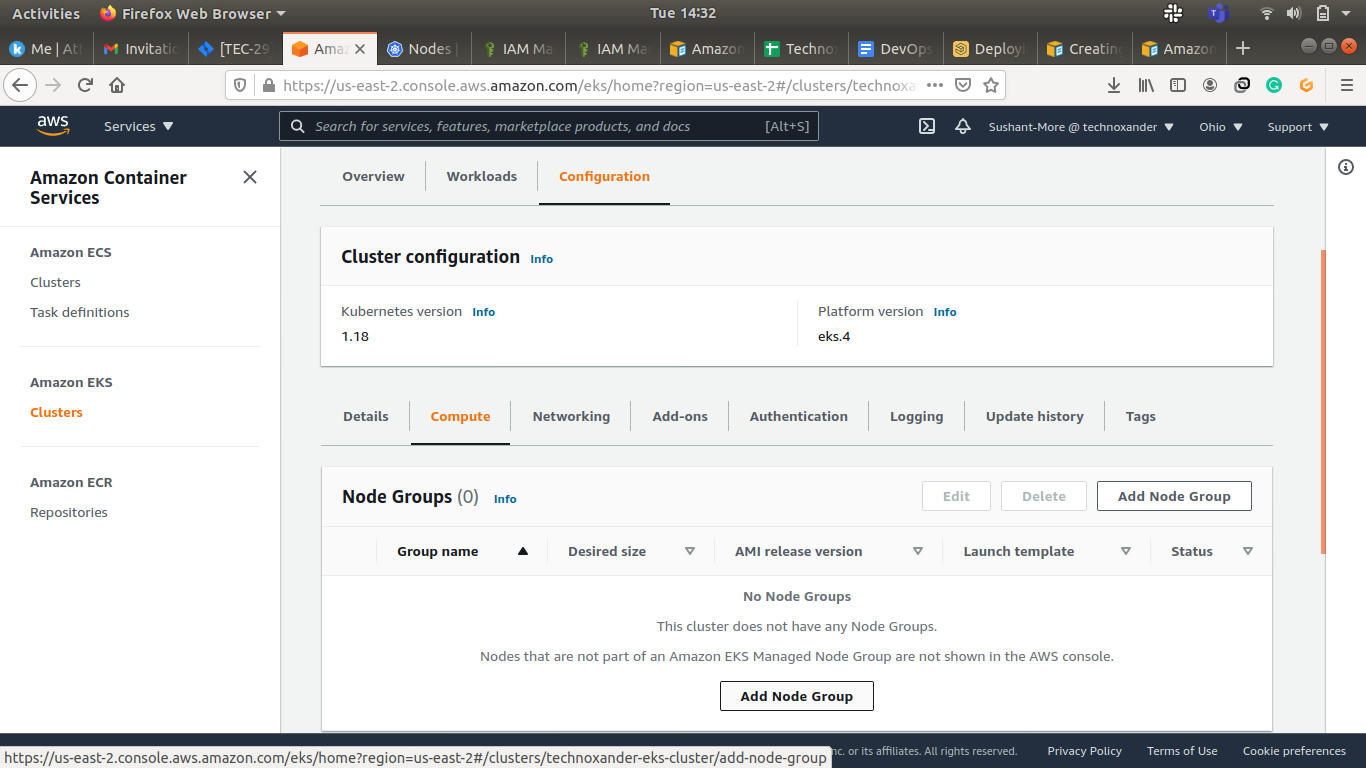 Activities Firefox Web Browser Tue 14:32
Me | Atl Invitatio [TEC-29 Amaz Nodes | IAM Ma IAM Ma Amazon Technox DevOps Deployi Creating Amazon
https://us-east-2.console.aws.amazon.com/eks/home?region=us-east-2#/clusters/technoxa
aws Services Search for services, features, marketplace products, and docs [Alt+S] Sushant-More @ technoxander Ohio Support
Amazon Container Services
Amazon ECS
Clusters
Task definitions
Amazon EKS
Clusters
Amazon ECR
Repositories
Overview Workloads Configuration
Cluster configuration Info
Kubernetes version Info Platform version Info
1.18 eks.4
Details Compute Networking Add-ons Authentication Logging Update history Tags
Node Groups (0) Info Edit Delete Add Node Group
Group name Desired size AMI release version Launch template Status
No Node Groups
This cluster does not have any Node Groups.
Nodes that are not part of an Amazon EKS Managed Node Group are not shown in the AWS console.
Add Node Group
nc. or its affiliates. All rights reserved. Privacy Policy Terms of Use Cookie preferences
https://us-east-2.console.aws.amazon.com/eks/home?region=us-east-2#/clusters/technoxander-eks-cluster/add-node-group